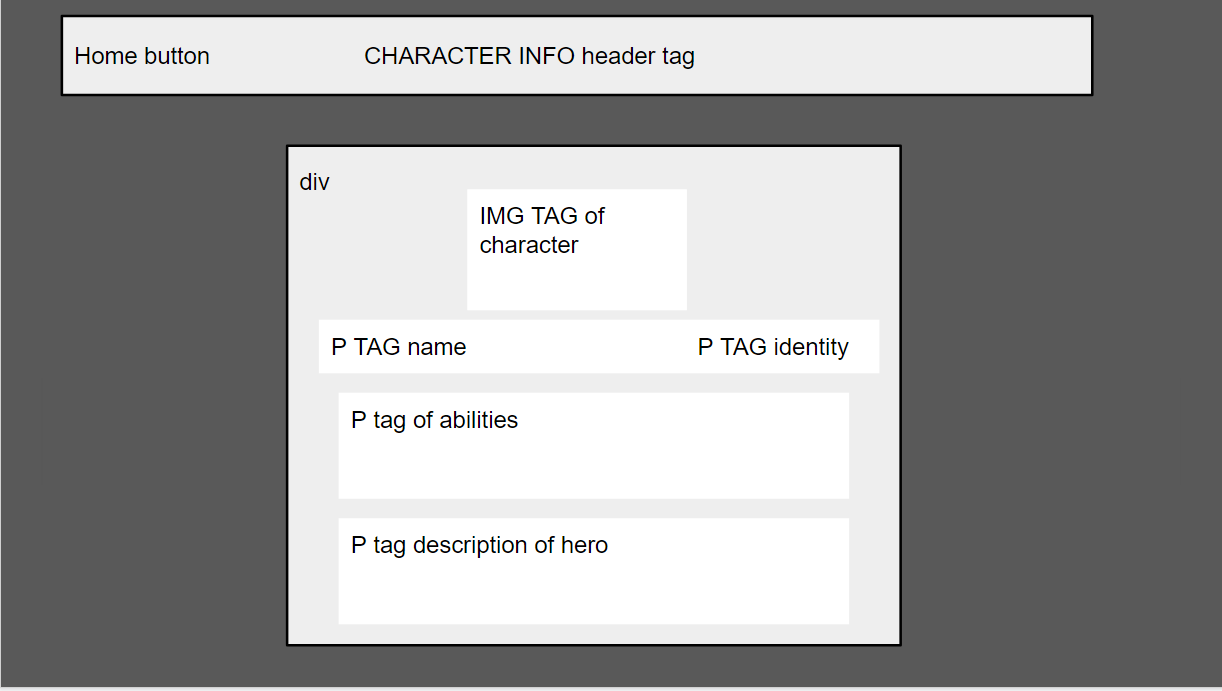 Home button CHARACTER INFO header tag
div
IMG TAG of
character
P TAG name P TAG identity
P tag of abilities
P tag description of hero